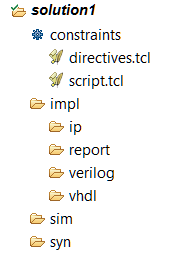 solution1
constraints
directives.tcl
script.tcl
impl
ip
report
verilog
vhdl
sim
syn